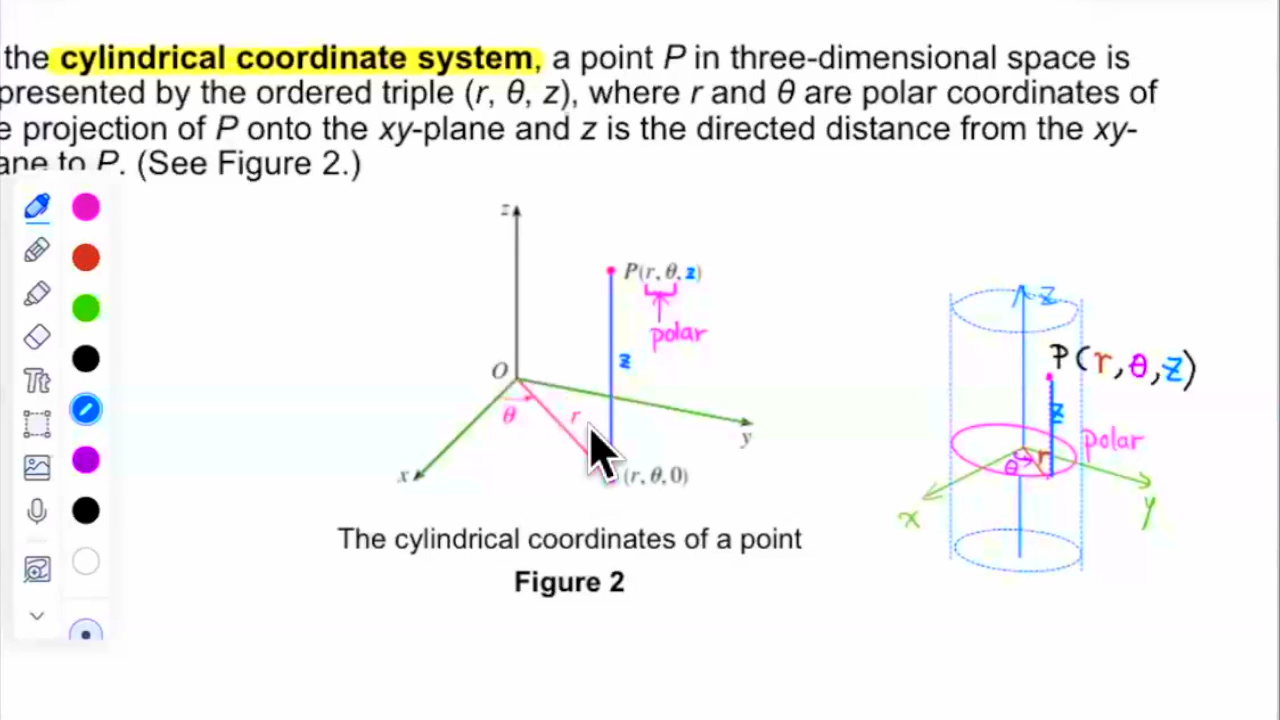 the cylindrical coordinate system, a point P in three-dimensional space is
presented by the ordered triple (r, θ, z), where r and θ are polar coordinates of
e projection of P onto the xy-plane and z is the directed distance from the xy-
ane to P. (See Figure 2.)
z
P(r, θ, z)
polar
z
O
θ
r
y
x
(r, θ, 0)
The cylindrical coordinates of a point
Figure 2
z
P(r, θ, z)
z
polar
θ
r
x
y
Tt